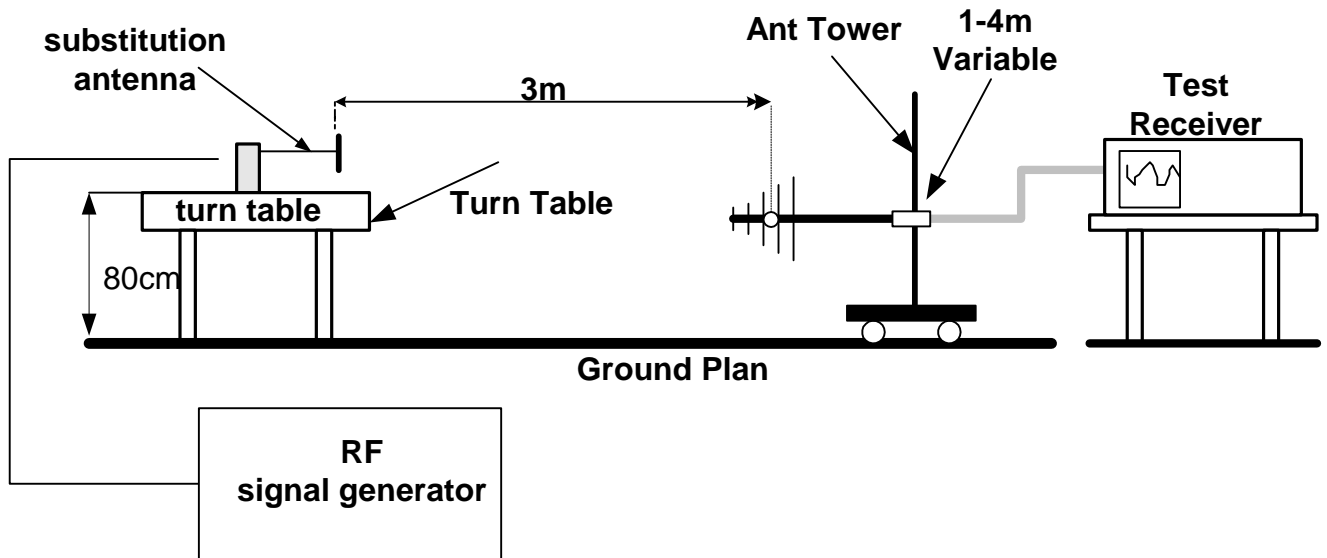 substitution
antenna
3m
Ant Tower
1-4m
Variable
Test
Receiver
turn table
Turn Table
80cm
Ground Plan
RF
signal generator